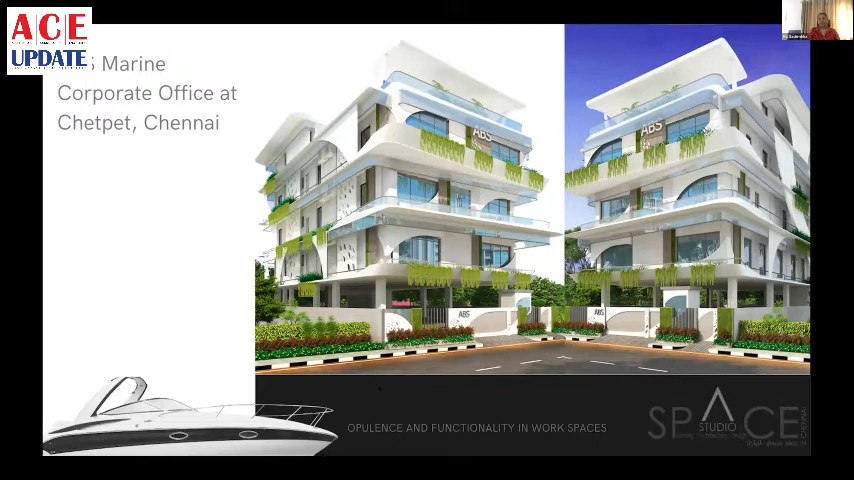 ACE
UPDATE
S Marine
Corporate Office at
Chetpet, Chennai
ABS
ABS
ABS
ABS
OPULENCE AND FUNCTIONALITY IN WORK SPACES
SPACE
STUDIO
CHENNAI